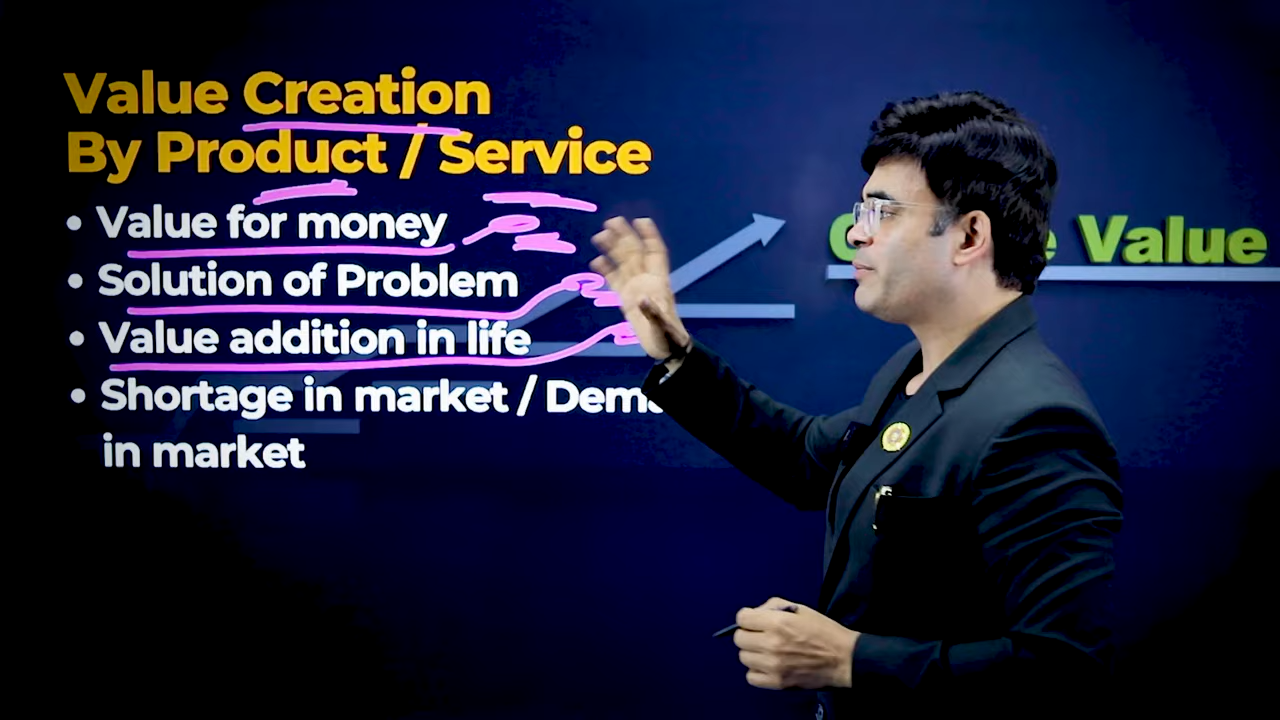 Value Creation
By Product / Service
• Value for money
• Solution of Problem
• Value addition in life
• Shortage in market /
in market
Value